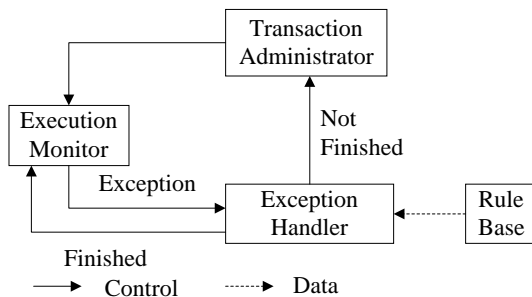 Transaction
Administrator
Execution
Monitor
Not
Finished
Exception
Exception
Handler
Rule
Base
Finished
Control
Data